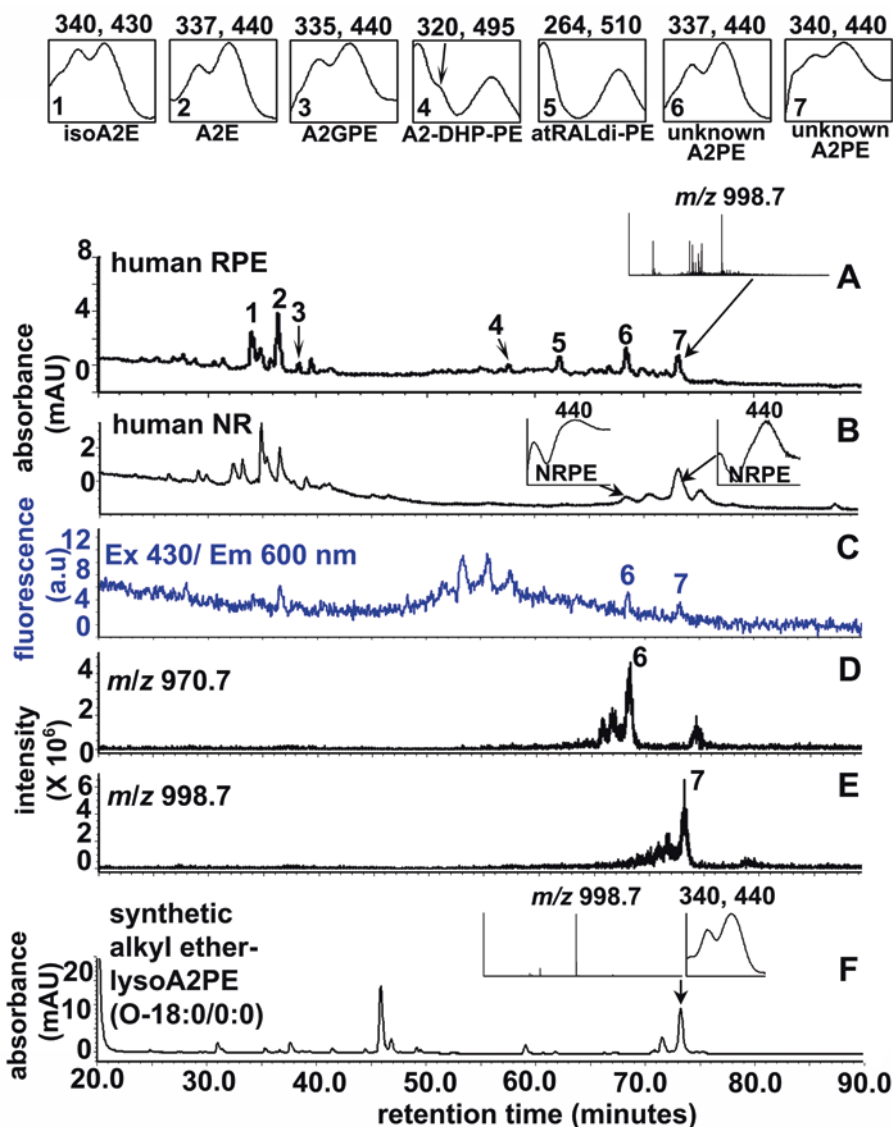 340, 430 337, 440 335, 440 320, 495 264, 510 337, 440 340, 440
1 2 3 4 5 6 7
isoA2E A2E A2GPE A2-DHP-PE atRALdi-PE unknown A2PE unknown A2PE
m/z 998.7
8
human RPE
A
4
1 2 3 4 5 6 7
0
absorbance (mAU)
human NR
440 440
B
2
NRPE NRPE
0
fluorescence (a.u)
12
Ex 430/ Em 600 nm
C
8
6 7
4
0
6
m/z 970.7
D
4
2
0
intensity (X 10⁶)
m/z 998.7
7
E
6
4
2
0
synthetic
alkyl ether-
lysoA2PE
(O-18:0/0:0)
m/z 998.7 340, 440
F
absorbance (mAU)
20
10
0
20.0 30.0 40.0 50.0 60.0 70.0 80.0 90.0
retention time (minutes)